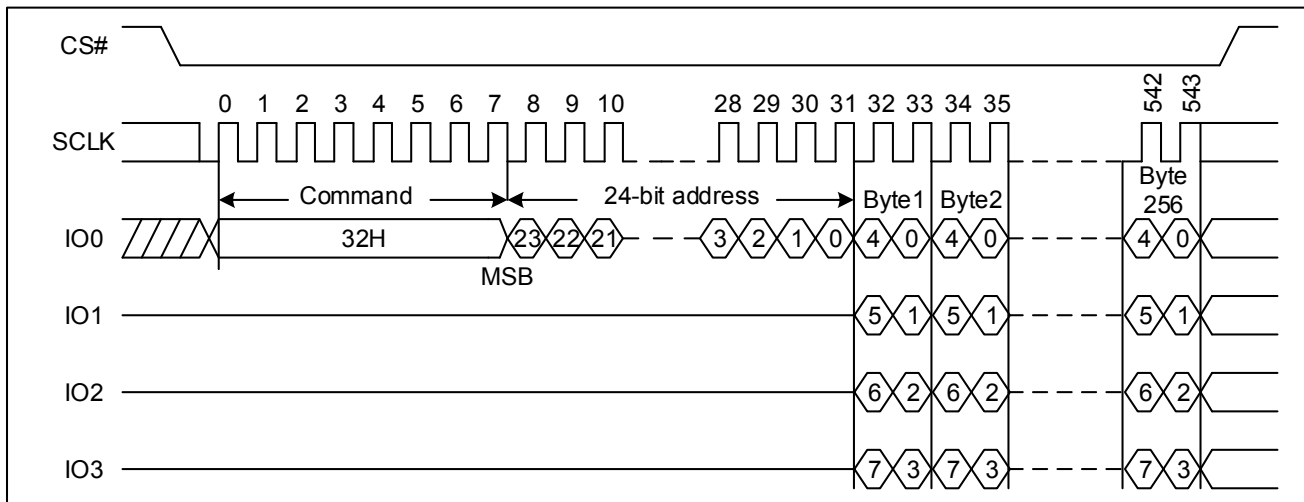 CS#
542
543
0 1 2 3 4 5 6 7 8 9 10 28 29 30 31 32 33 34 35
SCLK
Command 24-bit address Byte1 Byte2 Byte
256
IO0 32H 23 22 21 3 2 1 0 4 0 4 0 4 0
MSB
IO1 5 1 5 1 5 1
IO2 6 2 6 2 6 2
IO3 7 3 7 3 7 3